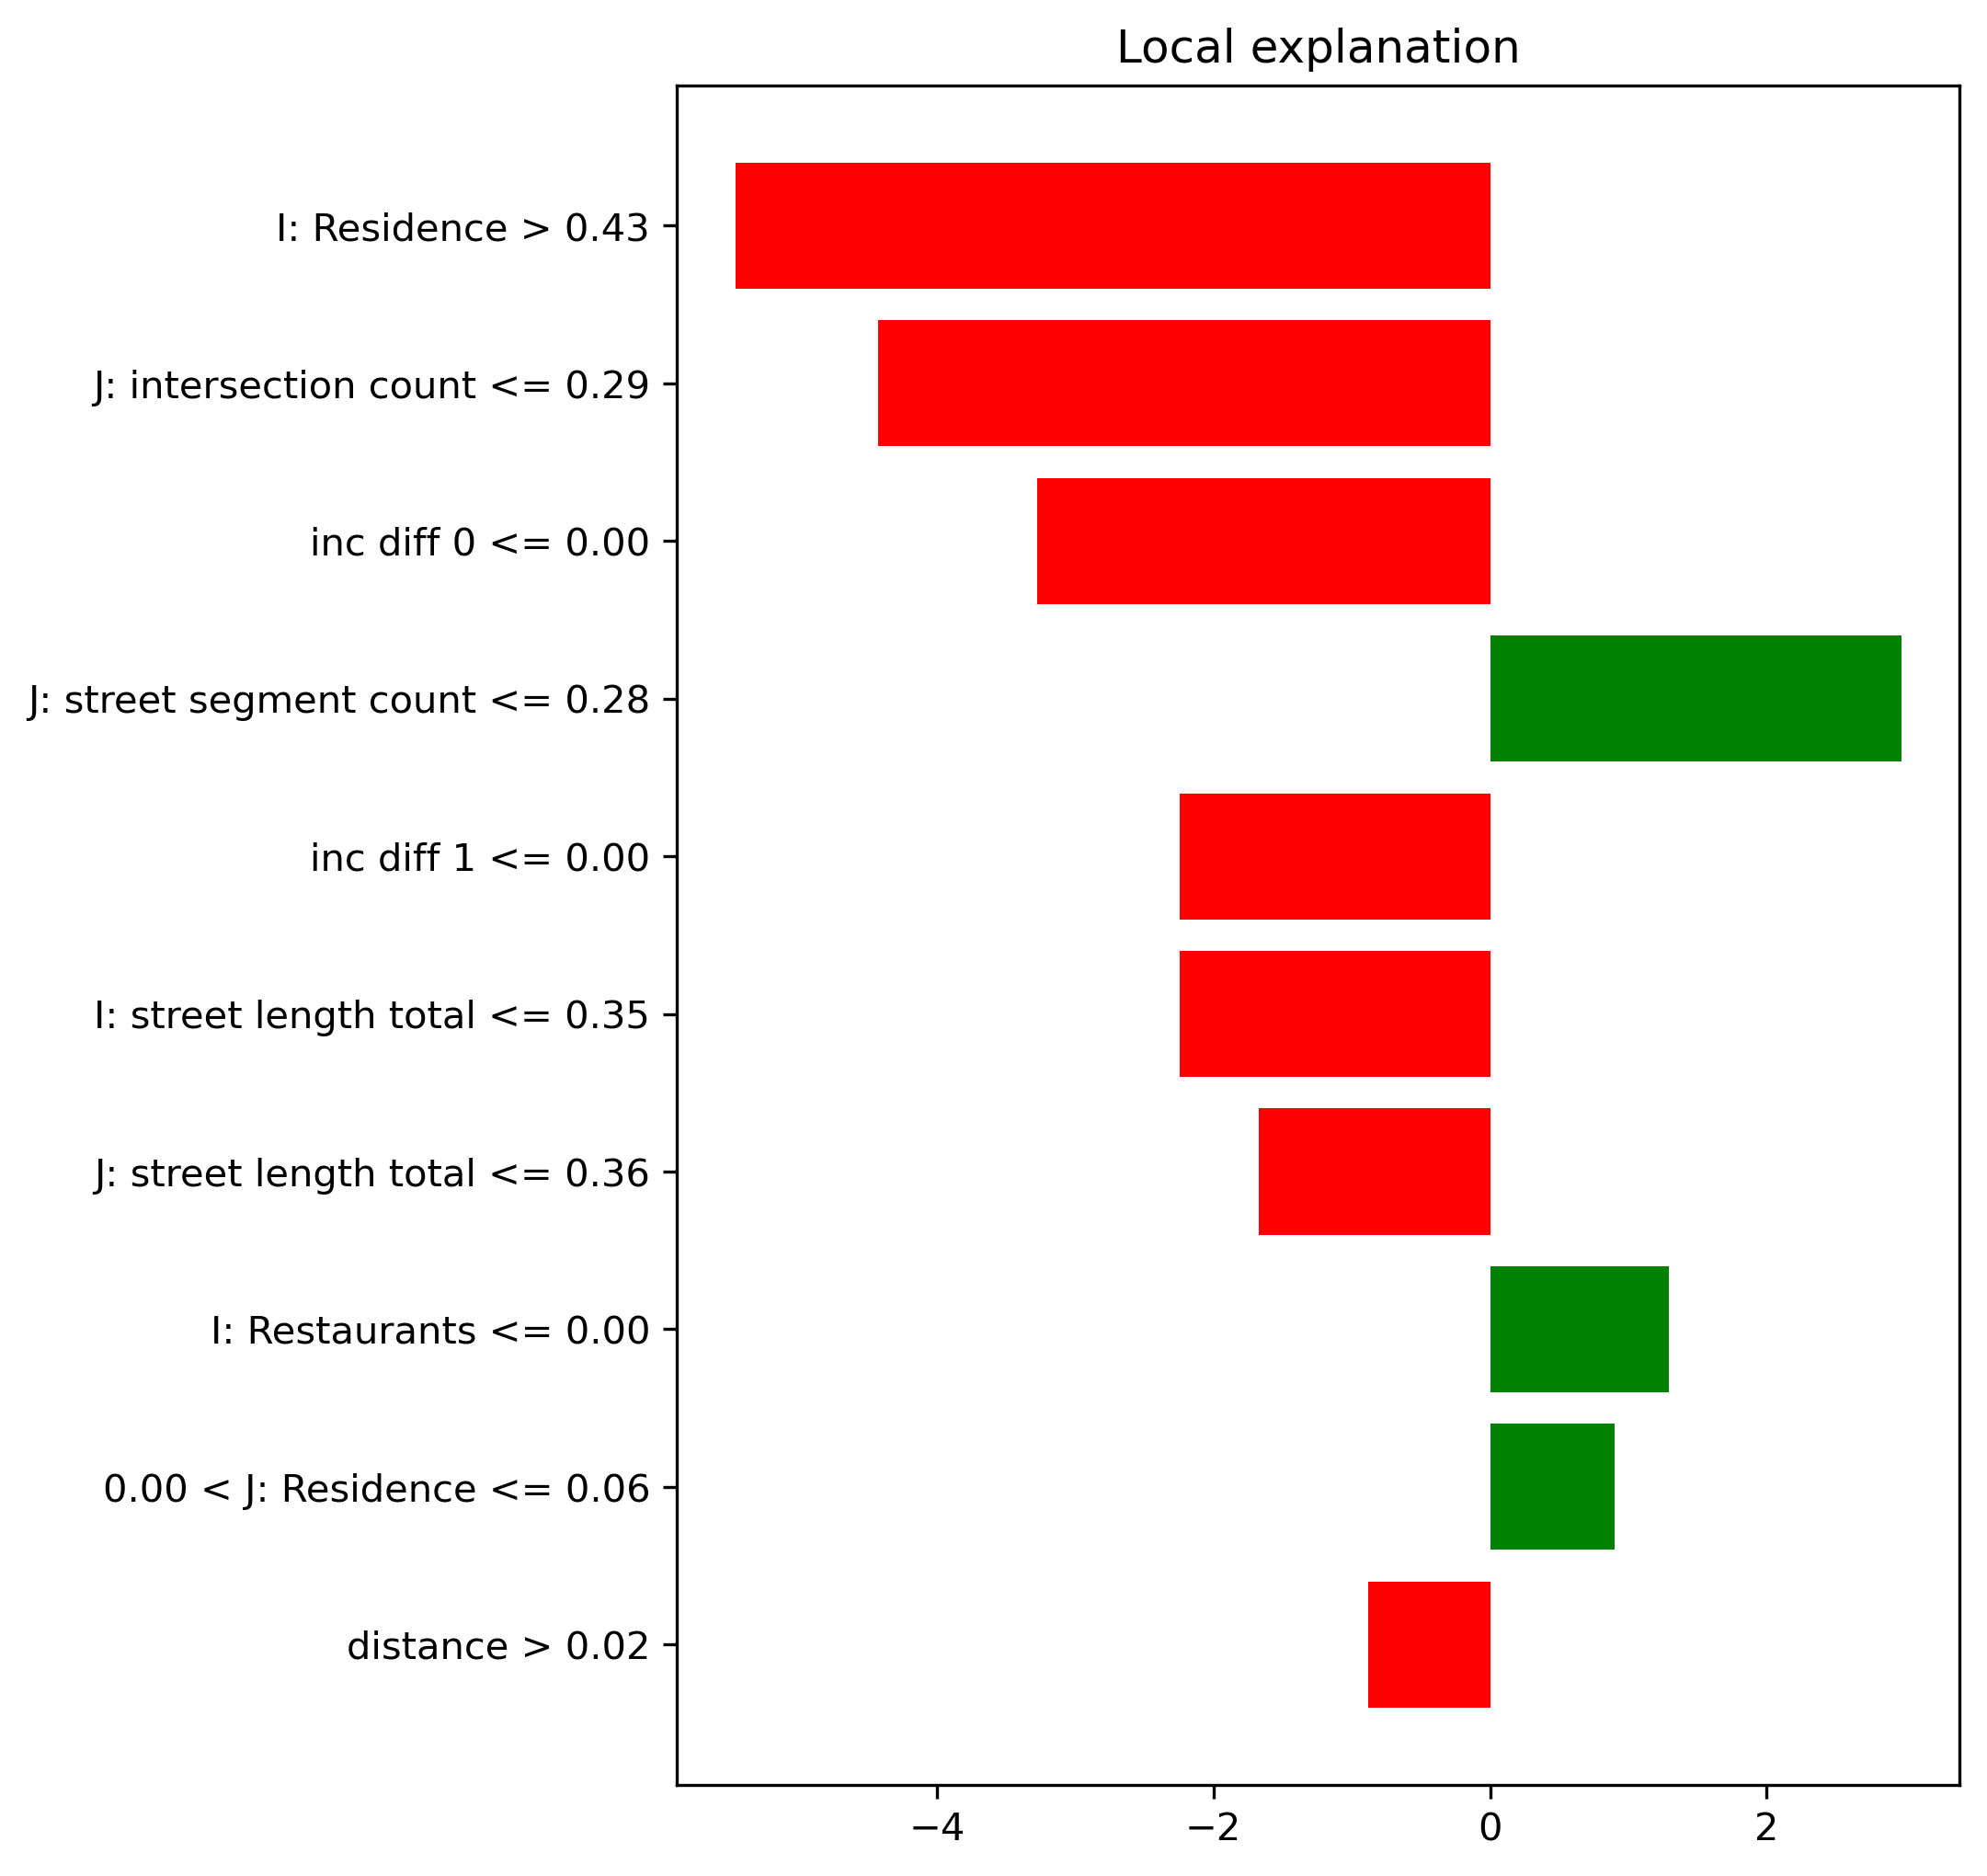 Local explanation
I: Residence > 0.43
J: intersection count <= 0.29
inc diff 0 <= 0.00
J: street segment count <= 0.28
inc diff 1 <= 0.00
I: street length total <= 0.35
J: street length total <= 0.36
I: Restaurants <= 0.00
0.00 < J: Residence <= 0.06
distance > 0.02
−4 −2 0 2